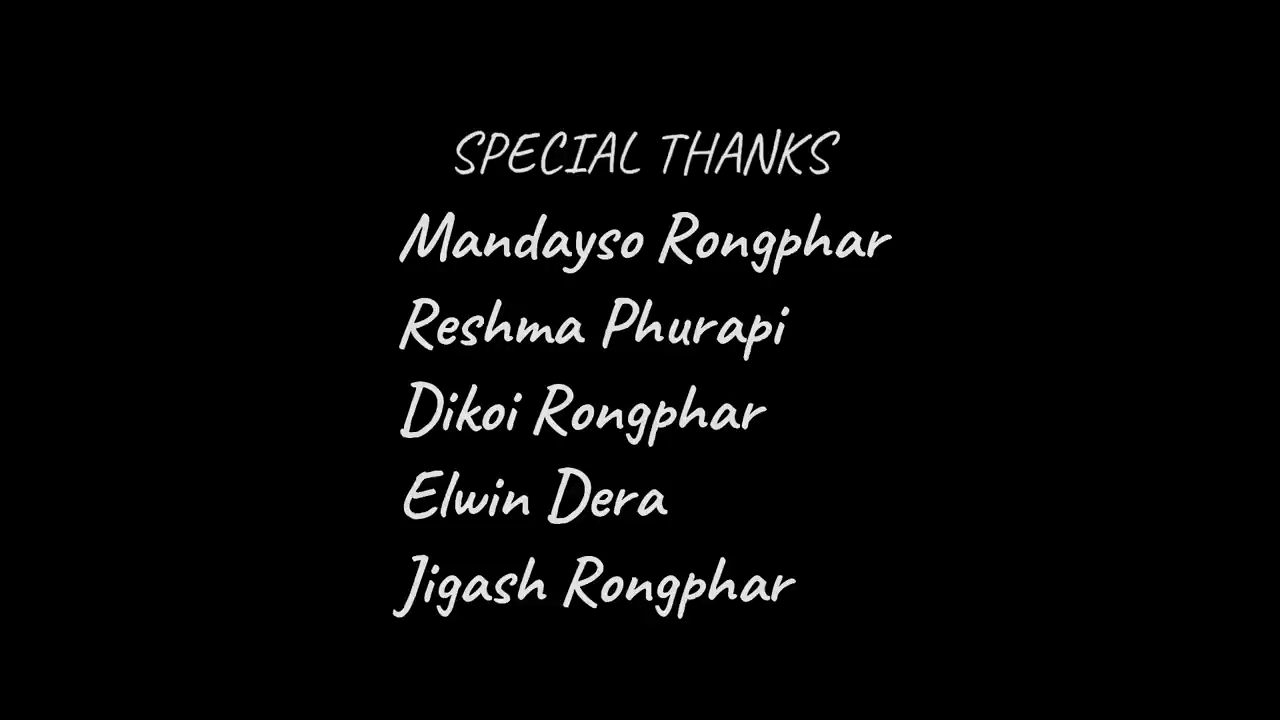 SPECIAL THANKS
Mandayso Rongphar
Reshma Phurapi
Dikoi Rongphar
Elwin Dera
Jigash Rongphar